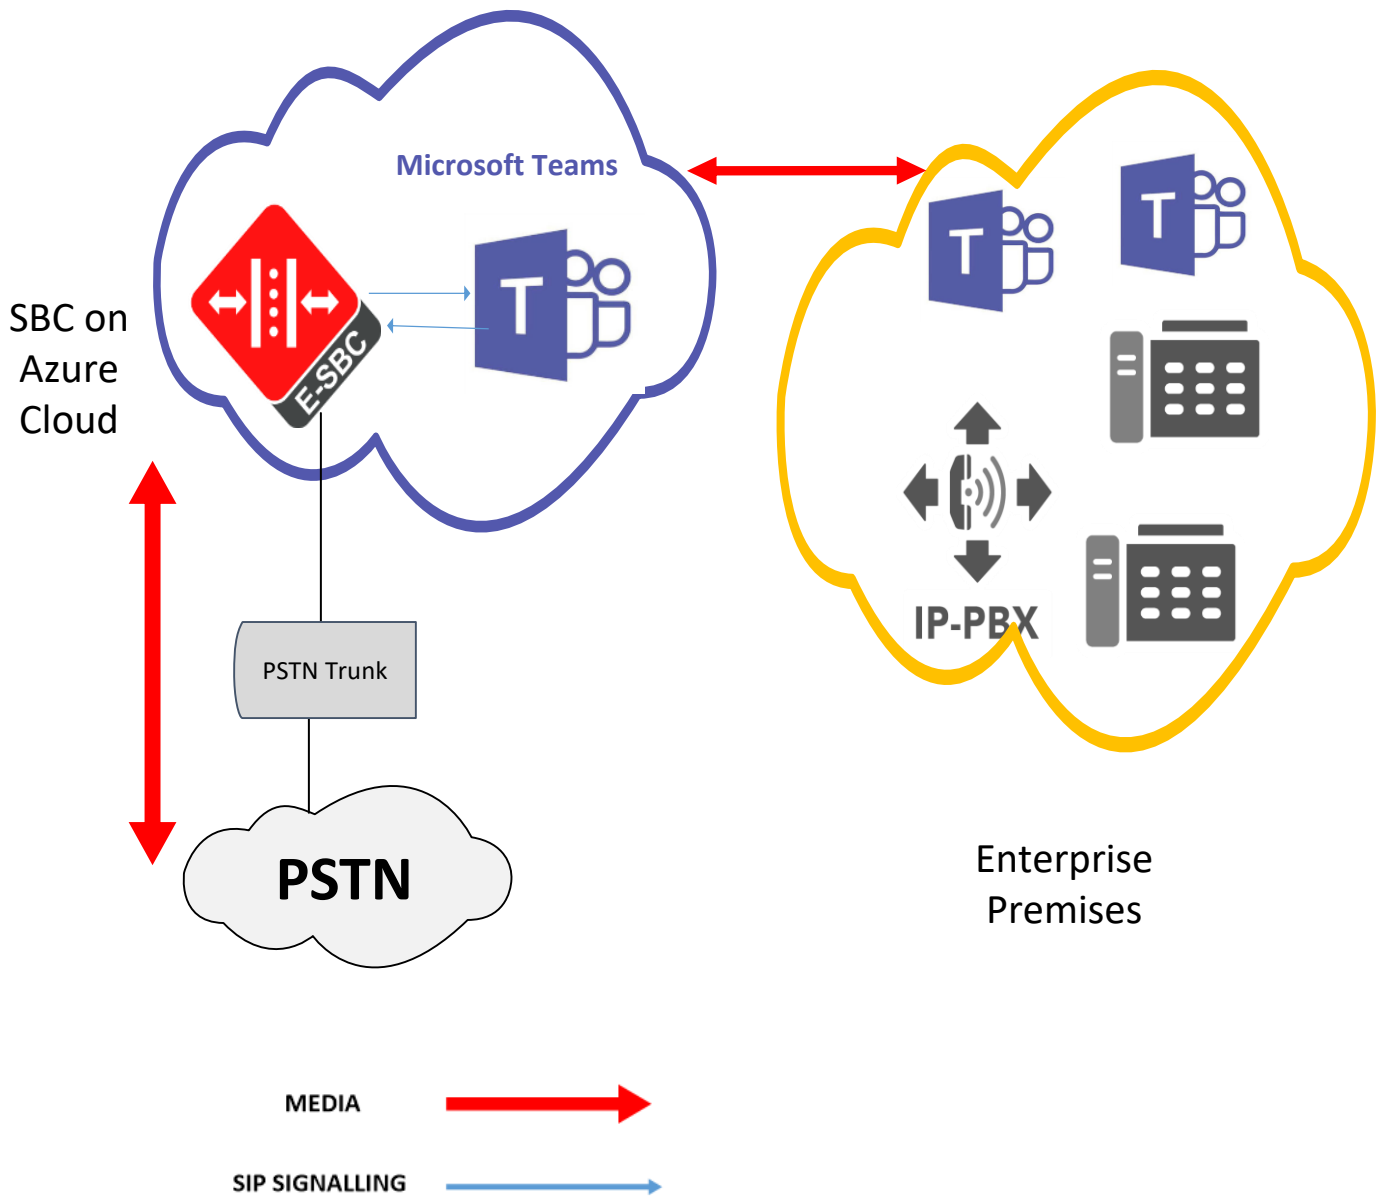 Microsoft Teams
T
T
T
E-SBC
SBC on
Azure
Cloud
IP-PBX
PSTN Trunk
PSTN
Enterprise
Premises
MEDIA
SIP SIGNALLING